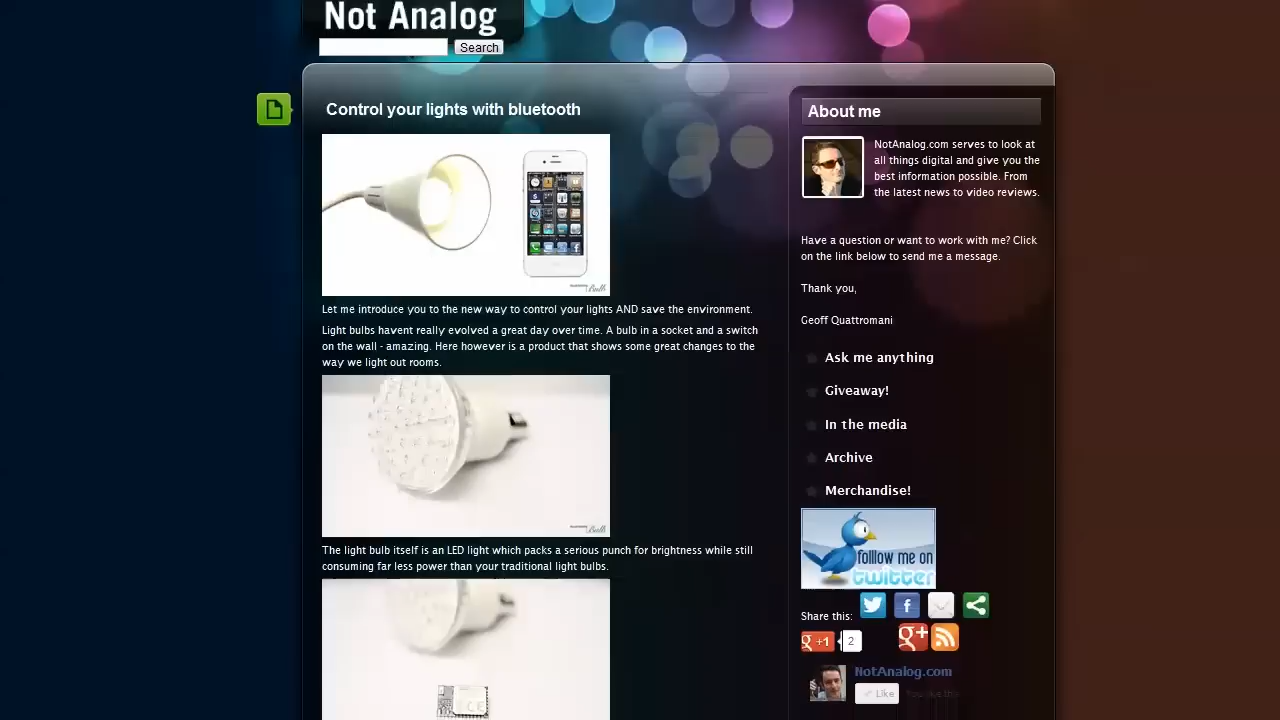 Not Analog
Search
Control your lights with bluetooth
Let me introduce you to the new way to control your lights AND save the environment.
Light bulbs havent really evolved a great day over time. A bulb in a socket and a switch
on the wall - amazing. Here however is a product that shows some great changes to the
way we light out rooms.
Bulb
The light bulb itself is an LED light which packs a serious punch for brightness while still
consuming far less power than your traditional light bulbs.
CE
About me
NotAnalog.com serves to look at
all things digital and give you the
best information possible. From
the latest news to video reviews.
Have a question or want to work with me? Click
on the link below to send me a message.
Thank you,
Geoff Quattromani
Ask me anything
Giveaway!
In the media
Archive
Merchandise!
folllow me on
twitter
Share this:
g +1 2
g+
NotAnalog.com
Like You like this